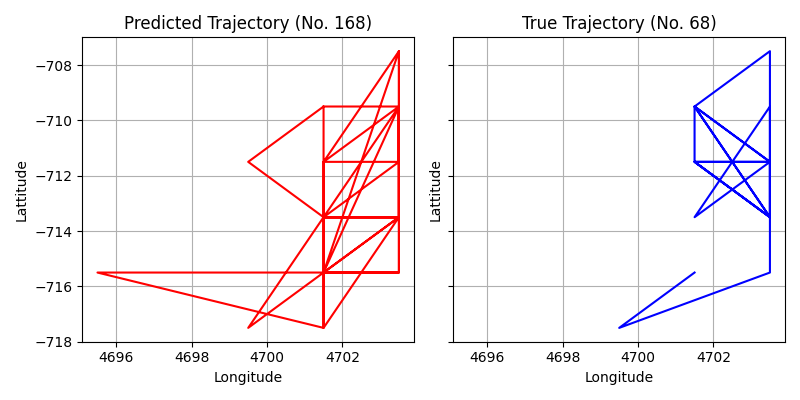 Predicted Trajectory (No. 168)
True Trajectory (No. 68)
−708
−710
−712
−714
−716
−718
Lattitude
Lattitude
4696
4698
4700
4702
4696
4698
4700
4702
Longitude
Longitude